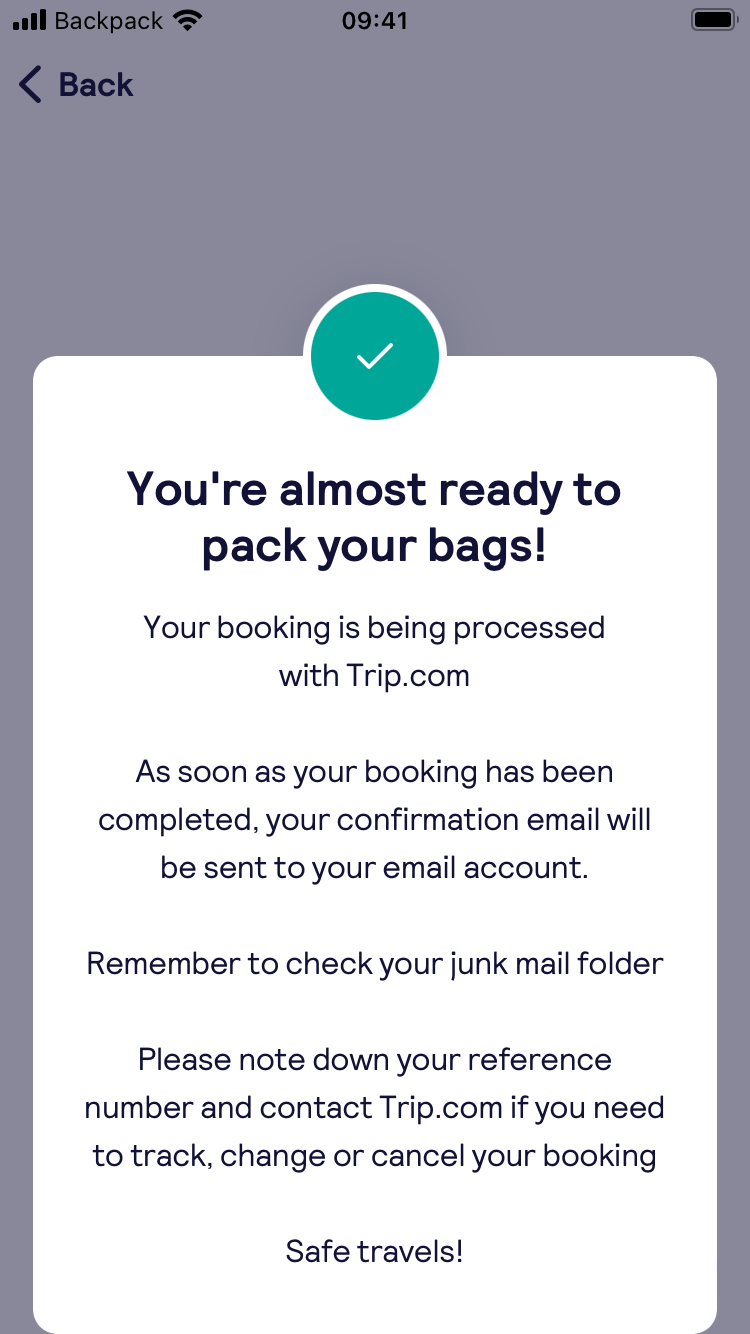 Backpack 09:41
Back
You're almost ready to
pack your bags!
Your booking is being processed
with Trip.com
As soon as your booking has been
completed, your confirmation email will
be sent to your email account.
Remember to check your junk mail folder
Please note down your reference
number and contact Trip.com if you need
to track, change or cancel your booking
Safe travels!